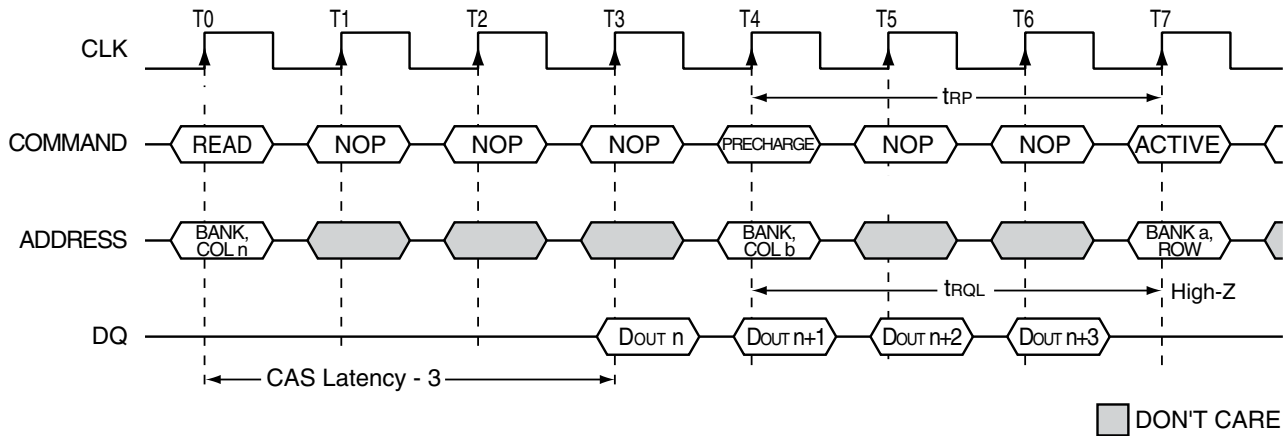 T0 T1 T2 T3 T4 T5 T6 T7
CLK
tRP
COMMAND READ NOP NOP NOP PRECHARGE NOP NOP ACTIVE
ADDRESS BANK, COL n BANK, COL b BANK a, ROW
tRQL High-Z
DQ DOUT n DOUT n+1 DOUT n+2 DOUT n+3
CAS Latency - 3
DON'T CARE